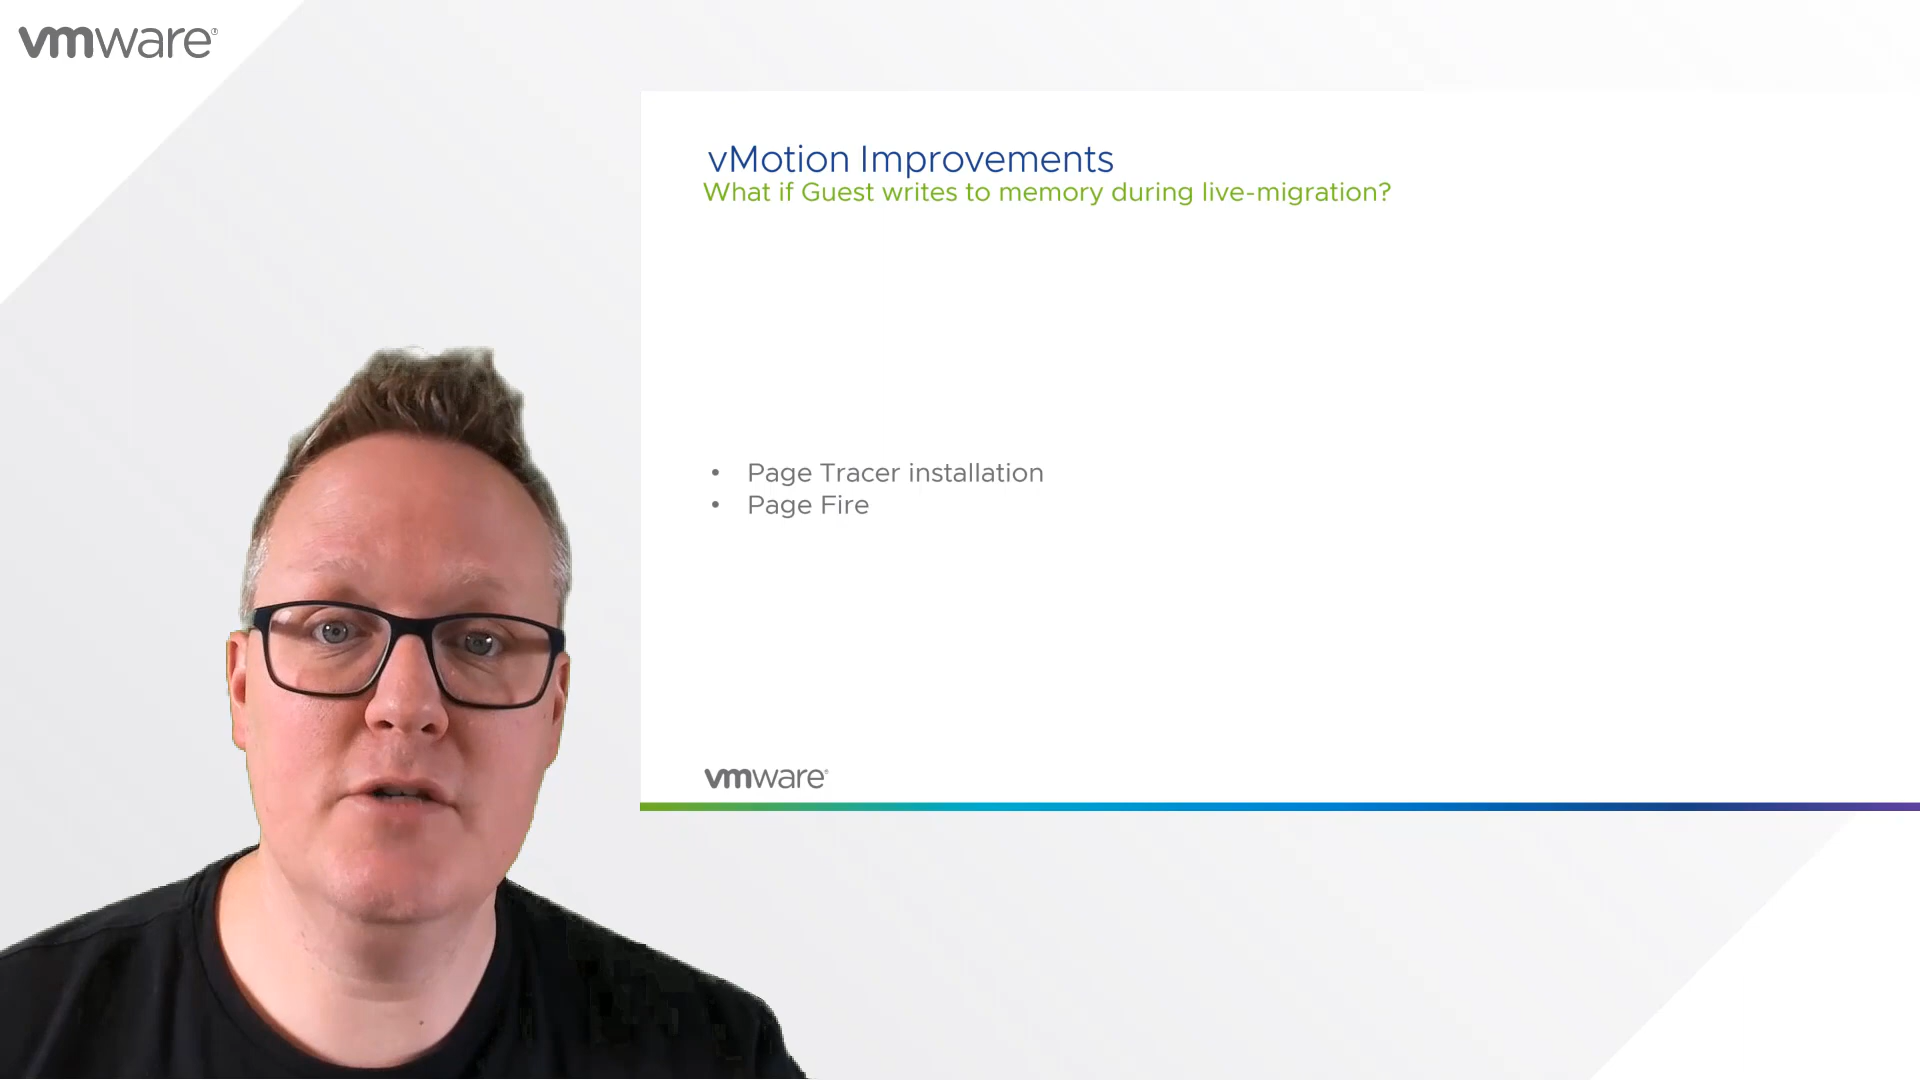 vmware®
vMotion Improvements
What if Guest writes to memory during live-migration?
• Page Tracer installation
• Page Fire
vmware®